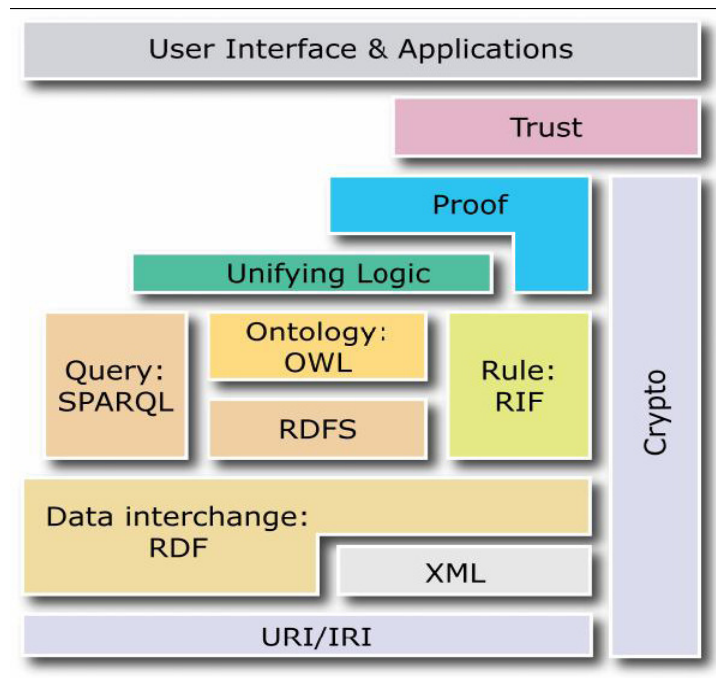 User Interface & Applications
Trust
Proof
Unifying Logic
Query:
SPARQL
Ontology:
OWL
RDFS
Rule:
RIF
Crypto
Data interchange:
RDF
XML
URI/IRI